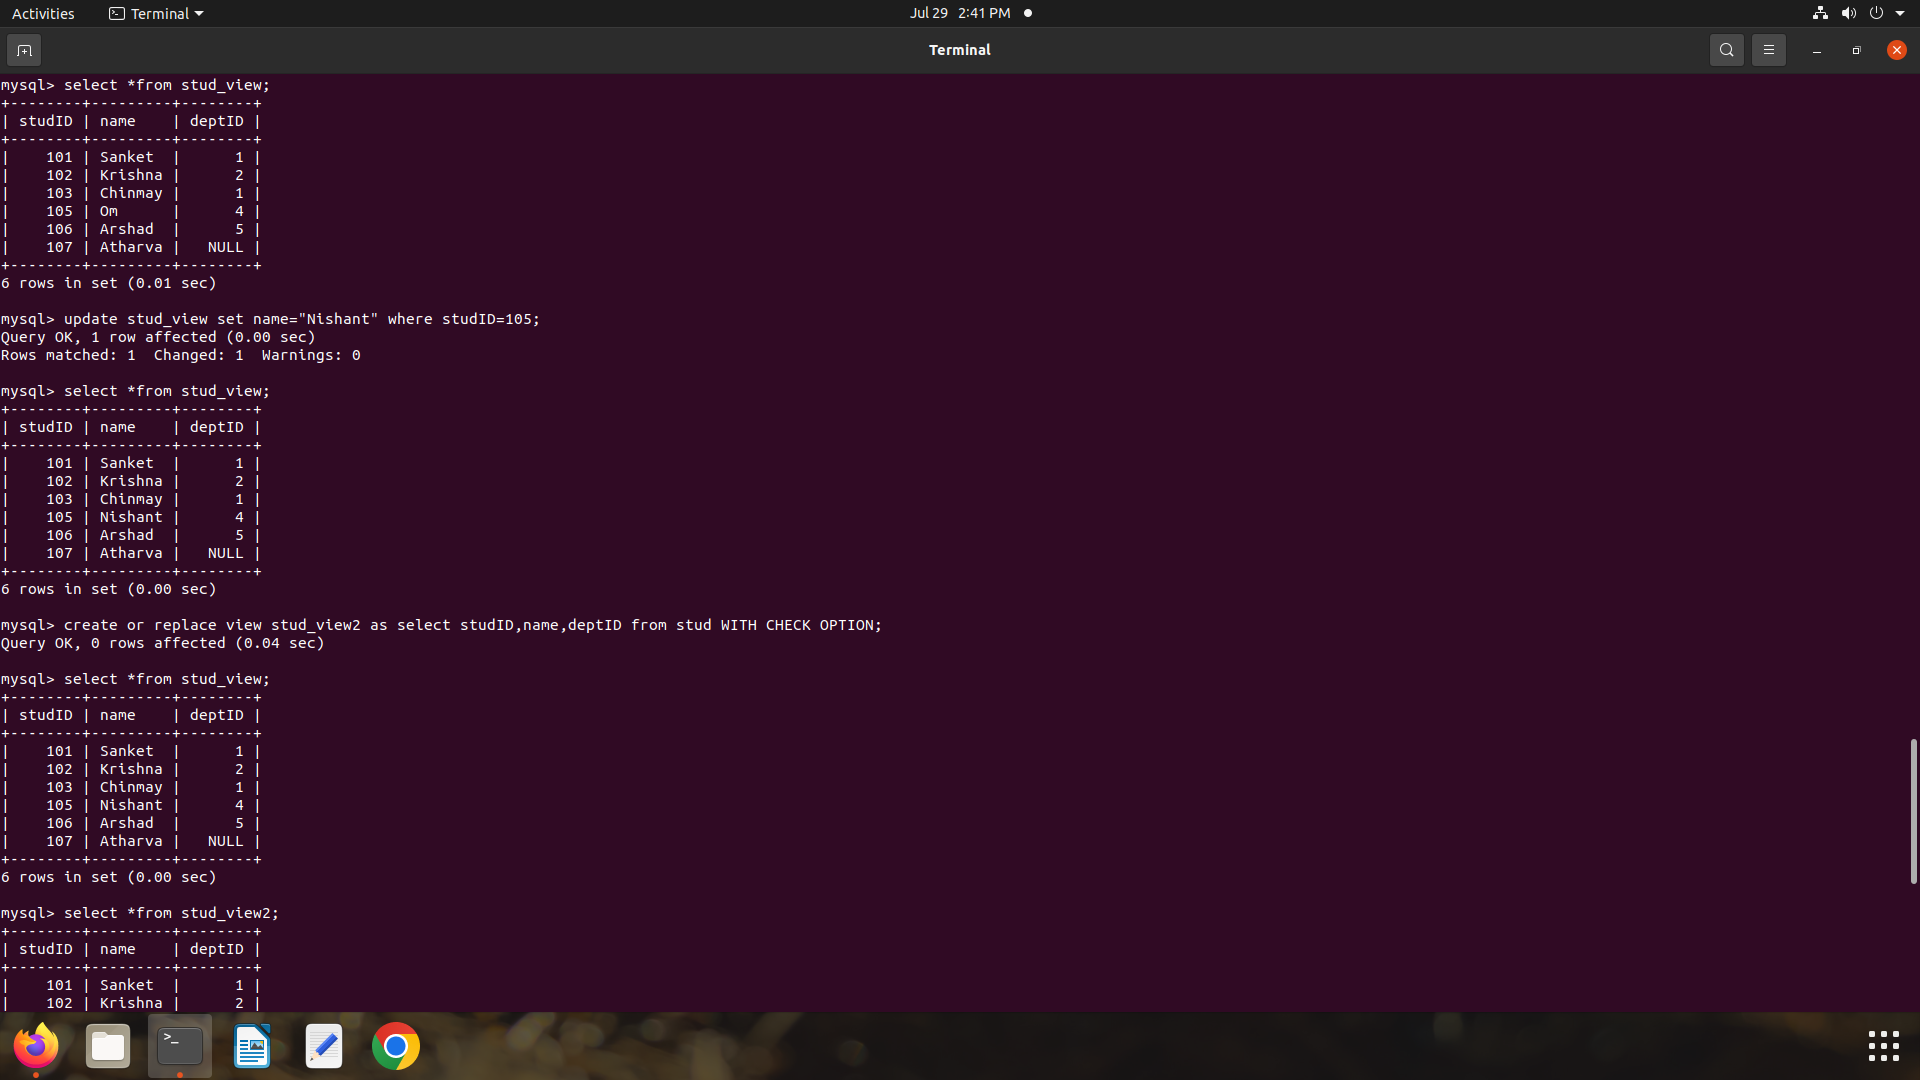 Activities Terminal Jul 29 2:41 PM
Terminal
mysql> select *from stud_view;
+--------+---------+--------+
| studID | name    | deptID |
+--------+---------+--------+
|    101 | Sanket  |      1 |
|    102 | Krishna |      2 |
|    103 | Chinmay |      1 |
|    105 | Om      |      4 |
|    106 | Arshad  |      5 |
|    107 | Atharva |   NULL |
+--------+---------+--------+
6 rows in set (0.01 sec)
mysql> update stud_view set name="Nishant" where studID=105;
Query OK, 1 row affected (0.00 sec)
Rows matched: 1  Changed: 1  Warnings: 0
mysql> select *from stud_view;
+--------+---------+--------+
| studID | name    | deptID |
+--------+---------+--------+
|    101 | Sanket  |      1 |
|    102 | Krishna |      2 |
|    103 | Chinmay |      1 |
|    105 | Nishant |      4 |
|    106 | Arshad  |      5 |
|    107 | Atharva |   NULL |
+--------+---------+--------+
6 rows in set (0.00 sec)
mysql> create or replace view stud_view2 as select studID,name,deptID from stud WITH CHECK OPTION;
Query OK, 0 rows affected (0.04 sec)
mysql> select *from stud_view;
+--------+---------+--------+
| studID | name    | deptID |
+--------+---------+--------+
|    101 | Sanket  |      1 |
|    102 | Krishna |      2 |
|    103 | Chinmay |      1 |
|    105 | Nishant |      4 |
|    106 | Arshad  |      5 |
|    107 | Atharva |   NULL |
+--------+---------+--------+
6 rows in set (0.00 sec)
mysql> select *from stud_view2;
+--------+---------+--------+
| studID | name    | deptID |
+--------+---------+--------+
|    101 | Sanket  |      1 |
|    102 | Krishna |      2 |